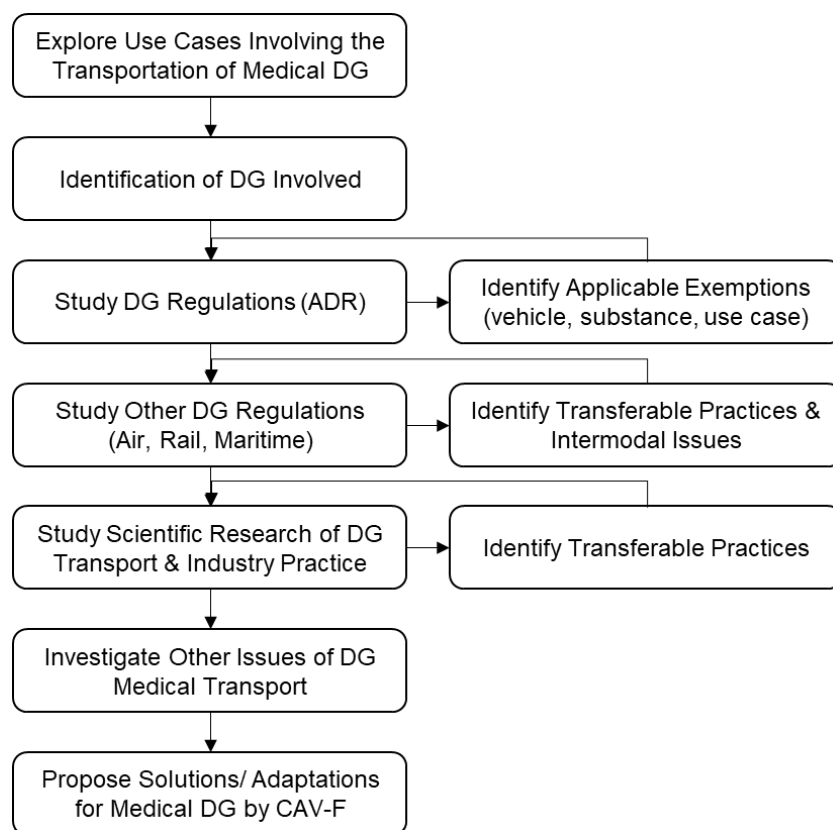 Explore Use Cases Involving the
Transportation of Medical DG
Identification of DG Involved
Study DG Regulations (ADR)
Identify Applicable Exemptions
(vehicle, substance, use case)
Study Other DG Regulations
(Air, Rail, Maritime)
Identify Transferable Practices &
Intermodal Issues
Study Scientific Research of DG
Transport & Industry Practice
Identify Transferable Practices
Investigate Other Issues of DG
Medical Transport
Propose Solutions/ Adaptations
for Medical DG by CAV-F